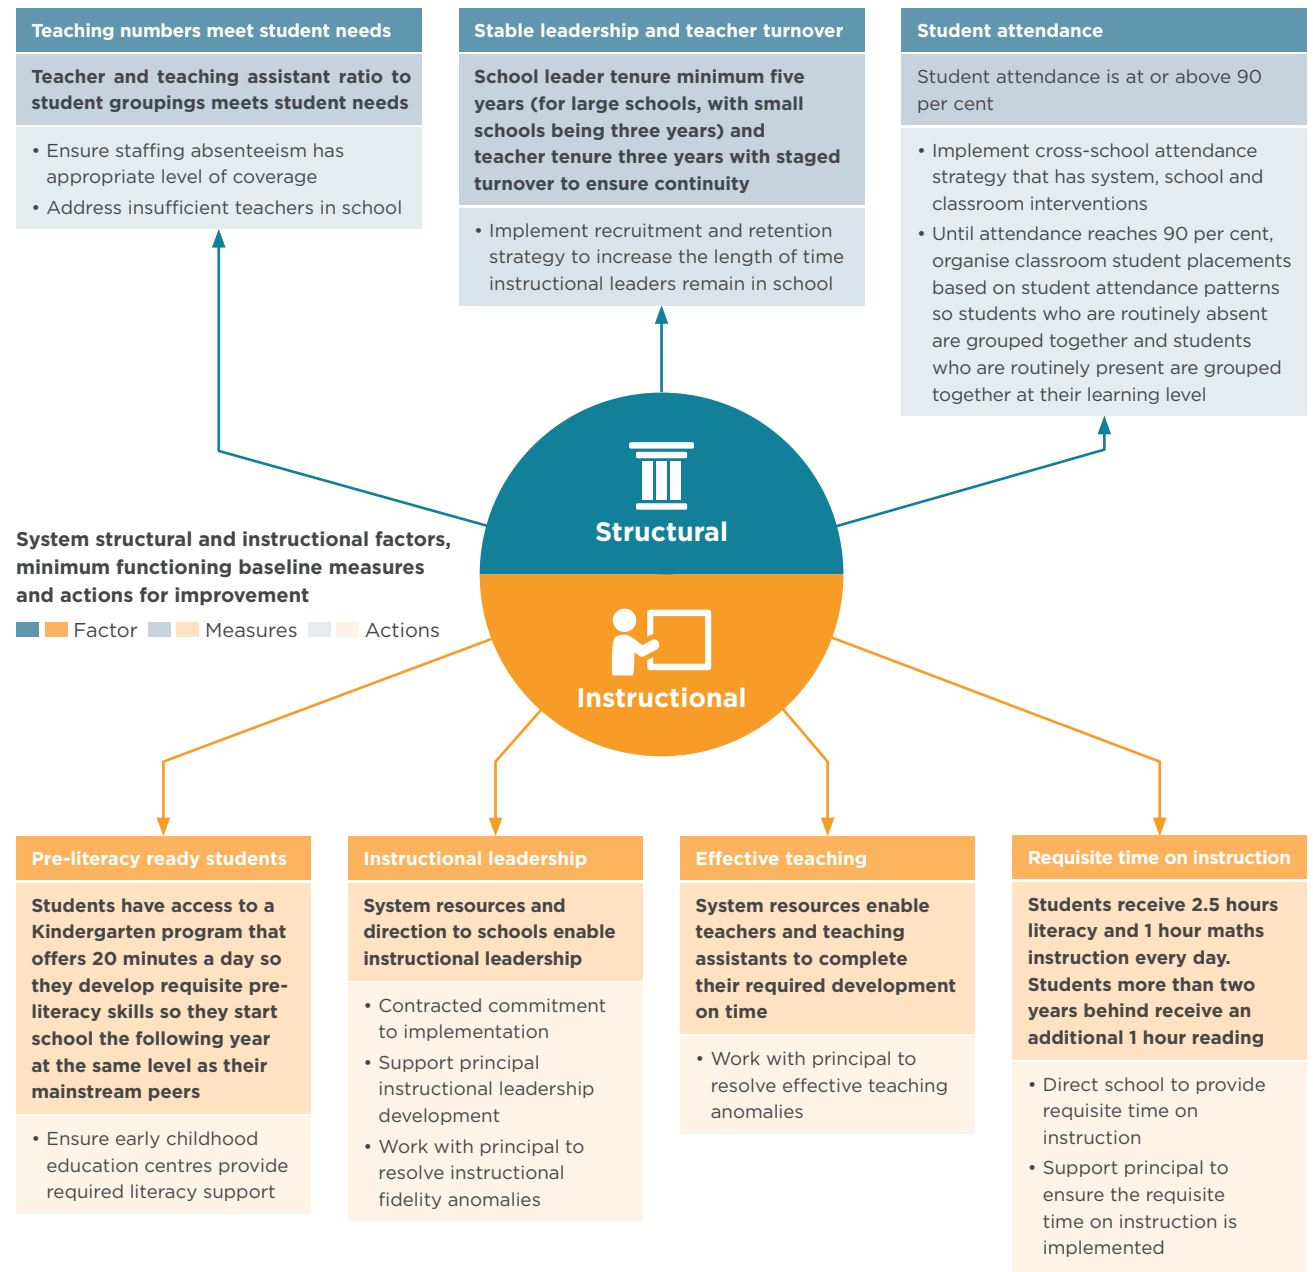 Teaching numbers meet student needs
Teacher and teaching assistant ratio to
student groupings meets student needs
• Ensure staffing absenteeism has
appropriate level of coverage
• Address insufficient teachers in school
Stable leadership and teacher turnover
School leader tenure minimum five
years (for large schools, with small
schools being three years) and
teacher tenure three years with staged
turnover to ensure continuity
• Implement recruitment and retention
strategy to increase the length of time
instructional leaders remain in school
Student attendance
Student attendance is at or above 90
per cent
• Implement cross-school attendance
strategy that has system, school and
classroom interventions
• Until attendance reaches 90 per cent,
organise classroom student placements
based on student attendance patterns
so students who are routinely absent
are grouped together and students
who are routinely present are grouped
together at their learning level
Structural
System structural and instructional factors,
minimum functioning baseline measures
and actions for improvement
Factor Measures Actions
Instructional
Pre-literacy ready students
Students have access to a
Kindergarten program that
offers 20 minutes a day so
they develop requisite pre-
literacy skills so they start
school the following year
at the same level as their
mainstream peers
• Ensure early childhood
education centres provide
required literacy support
Instructional leadership
System resources and
direction to schools enable
instructional leadership
• Contracted commitment
to implementation
• Support principal
instructional leadership
development
• Work with principal to
resolve instructional
fidelity anomalies
Effective teaching
System resources enable
teachers and teaching
assistants to complete
their required development
on time
• Work with principal to
resolve effective teaching
anomalies
Requisite time on instruction
Students receive 2.5 hours
literacy and 1 hour maths
instruction every day.
Students more than two
years behind receive an
additional 1 hour reading
• Direct school to provide
requisite time on
instruction
• Support principal to
ensure the requisite
time on instruction is
implemented